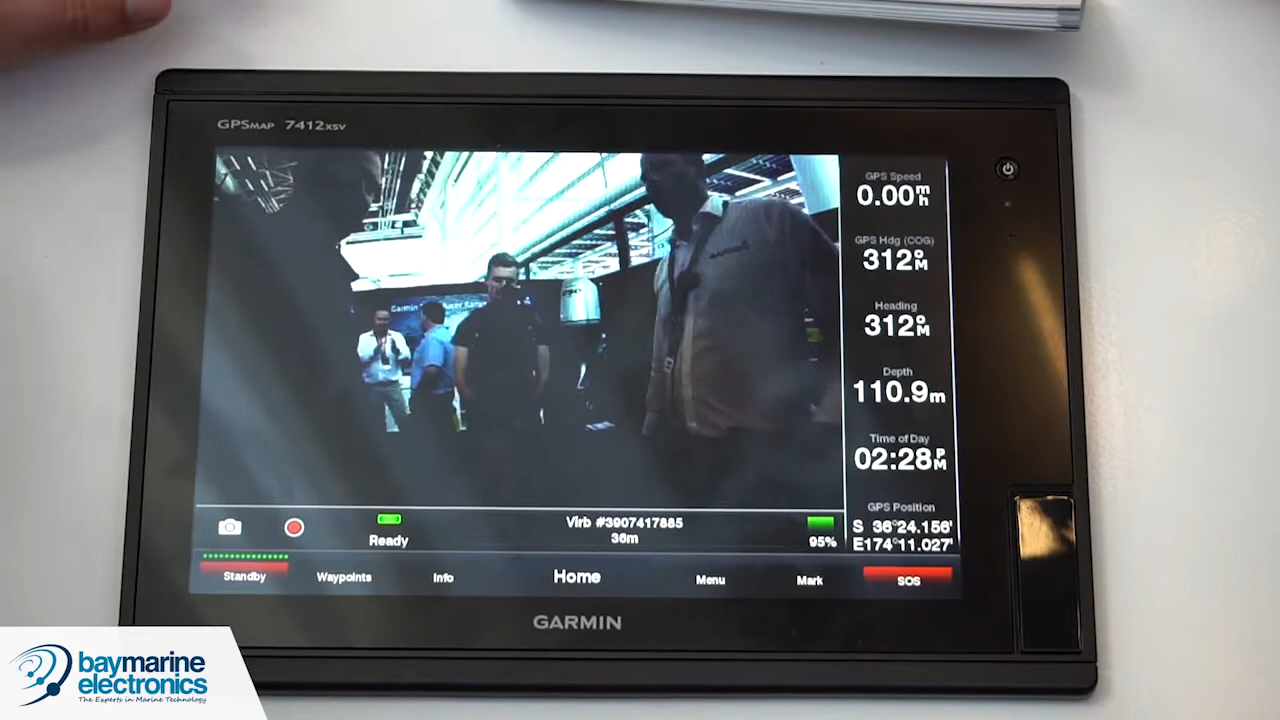 GPSMAP 7412xsv
GPS Speed
0.00 mh
GPS Hdg (COG)
312°M
Heading
312°M
Depth
110.9m
Time of Day
02:28PM
GPS Position
S 36°24.156'
E174°11.027'
Virb #3907417885
36m
Ready
95%
Standby
Waypoints
Info
Home
Menu
Mark
SOS
GARMIN
baymarine
electronics
The Experts in Marine Technology